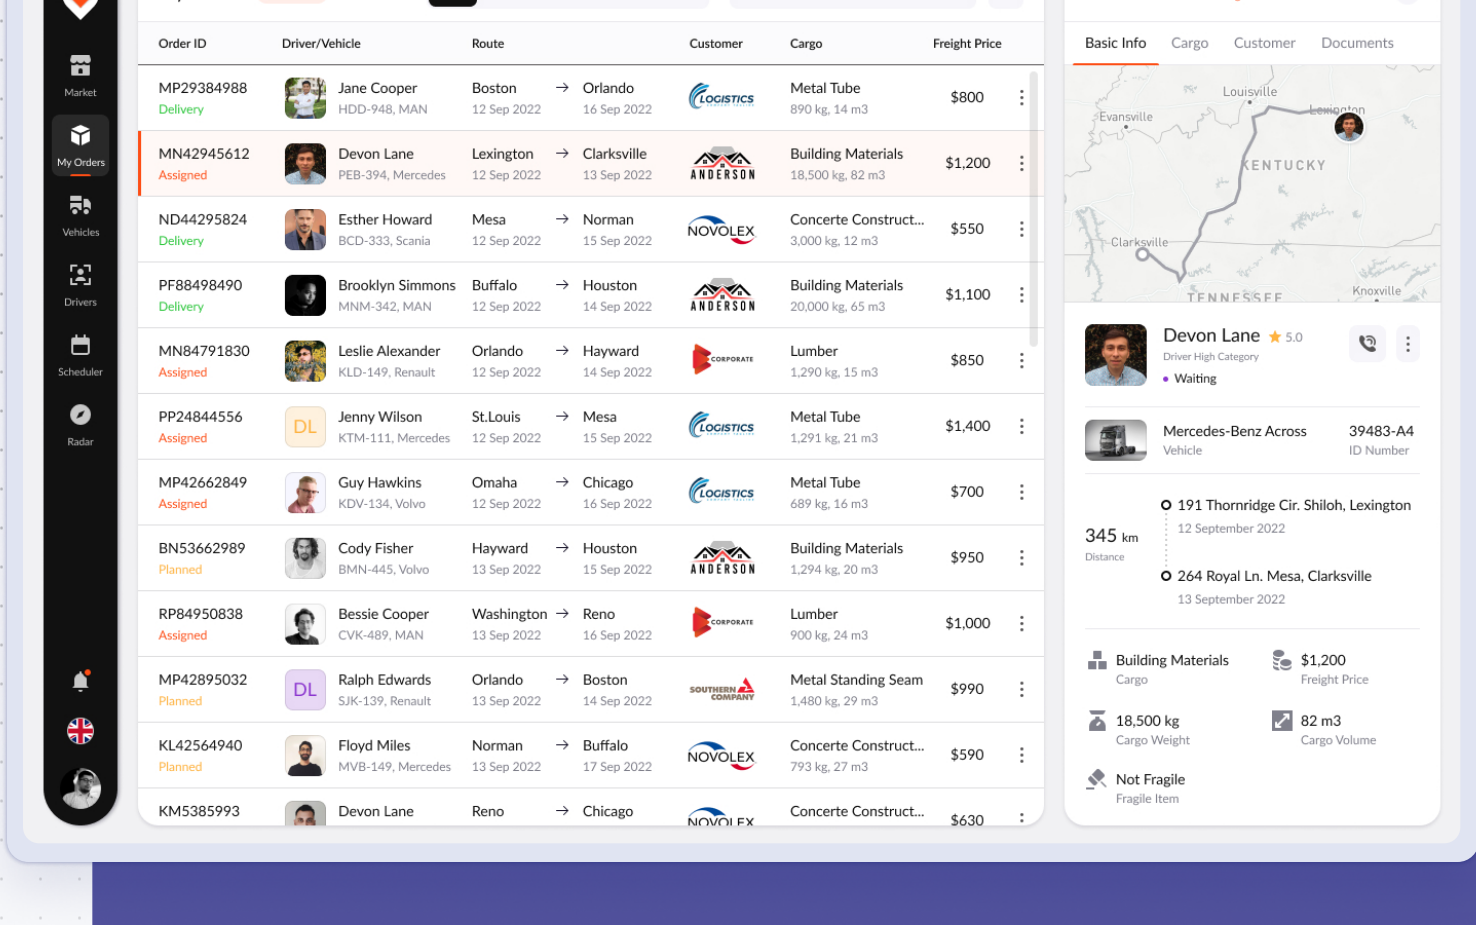 Order ID Driver/Vehicle Route Customer Cargo Freight Price
MP29384988 Jane Cooper Boston → Orlando LOGISTICS Metal Tube $800
Delivery HDD-948, MAN 12 Sep 2022 16 Sep 2022 890 kg, 14 m3
MN42945612 Devon Lane Lexington → Clarksville ANDERSON Building Materials $1,200
Assigned PEB-394, Mercedes 12 Sep 2022 13 Sep 2022 18,500 kg, 82 m3
ND44295824 Esther Howard Mesa → Norman NOVOLEX Concerte Construct... $550
Delivery BCD-333, Scania 12 Sep 2022 15 Sep 2022 3,000 kg, 12 m3
PF88498490 Brooklyn Simmons Buffalo → Houston ANDERSON Building Materials $1,100
Delivery MNM-342, MAN 12 Sep 2022 14 Sep 2022 20,000 kg, 65 m3
MN84791830 Leslie Alexander Orlando → Hayward CORPORATE Lumber $850
Assigned KLD-149, Renault 12 Sep 2022 14 Sep 2022 1,290 kg, 15 m3
PP24844556 DL Jenny Wilson St.Louis → Mesa LOGISTICS Metal Tube $1,400
Assigned KTM-111, Mercedes 12 Sep 2022 15 Sep 2022 1,291 kg, 21 m3
MP42662849 Guy Hawkins Omaha → Chicago LOGISTICS Metal Tube $700
Assigned KDV-134, Volvo 12 Sep 2022 16 Sep 2022 689 kg, 16 m3
BN53662989 Cody Fisher Hayward → Houston ANDERSON Building Materials $950
Planned BMN-445, Volvo 13 Sep 2022 15 Sep 2022 1,294 kg, 20 m3
RP84950838 Bessie Cooper Washington → Reno CORPORATE Lumber $1,000
Assigned CVK-489, MAN 13 Sep 2022 16 Sep 2022 900 kg, 24 m3
MP42895032 DL Ralph Edwards Orlando → Boston SOUTHERN COMPANY Metal Standing Seam $990
Planned SJK-139, Renault 13 Sep 2022 14 Sep 2022 1,480 kg, 29 m3
KL42564940 Floyd Miles Norman → Buffalo NOVOLEX Concerte Construct... $590
Planned MVB-149, Mercedes 13 Sep 2022 17 Sep 2022 793 kg, 27 m3
KM5385993 Devon Lane Reno → Chicago NOVOLEX Concerte Construct... $630
Market
My Orders
Vehicles
Drivers
Scheduler
Radar
Basic Info Cargo Customer Documents
Louisville
Lexington
Evansville
KENTUCKY
Clarksville
Knoxville
TENNESSEE
Devon Lane 5.0
Driver High Category
Waiting
Mercedes-Benz Across 39483-A4
Vehicle ID Number
191 Thornridge Cir. Shiloh, Lexington
12 September 2022
345 km
Distance
264 Royal Ln. Mesa, Clarksville
13 September 2022
Building Materials $1,200
Cargo Freight Price
18,500 kg 82 m3
Cargo Weight Cargo Volume
Not Fragile
Fragile Item